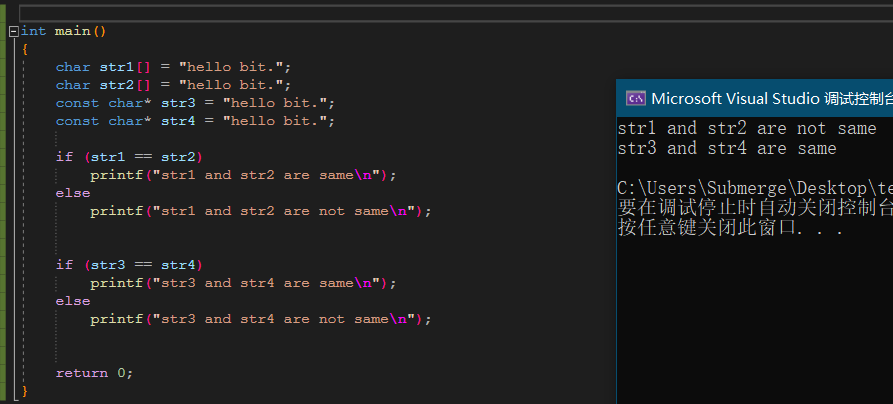 int main()
{
char str1[] = "hello bit.";
char str2[] = "hello bit.";
const char* str3 = "hello bit.";
const char* str4 = "hello bit.";
if (str1 == str2)
printf("str1 and str2 are same\n");
else
printf("str1 and str2 are not same\n");
if (str3 == str4)
printf("str3 and str4 are same\n");
else
printf("str3 and str4 are not same\n");
return 0;
}
Microsoft Visual Studio 调试控制台
str1 and str2 are not same
str3 and str4 are same
C:\Users\Submerge\Desktop\te
要在调试停止时自动关闭控制台
按任意键关闭此窗口. . .